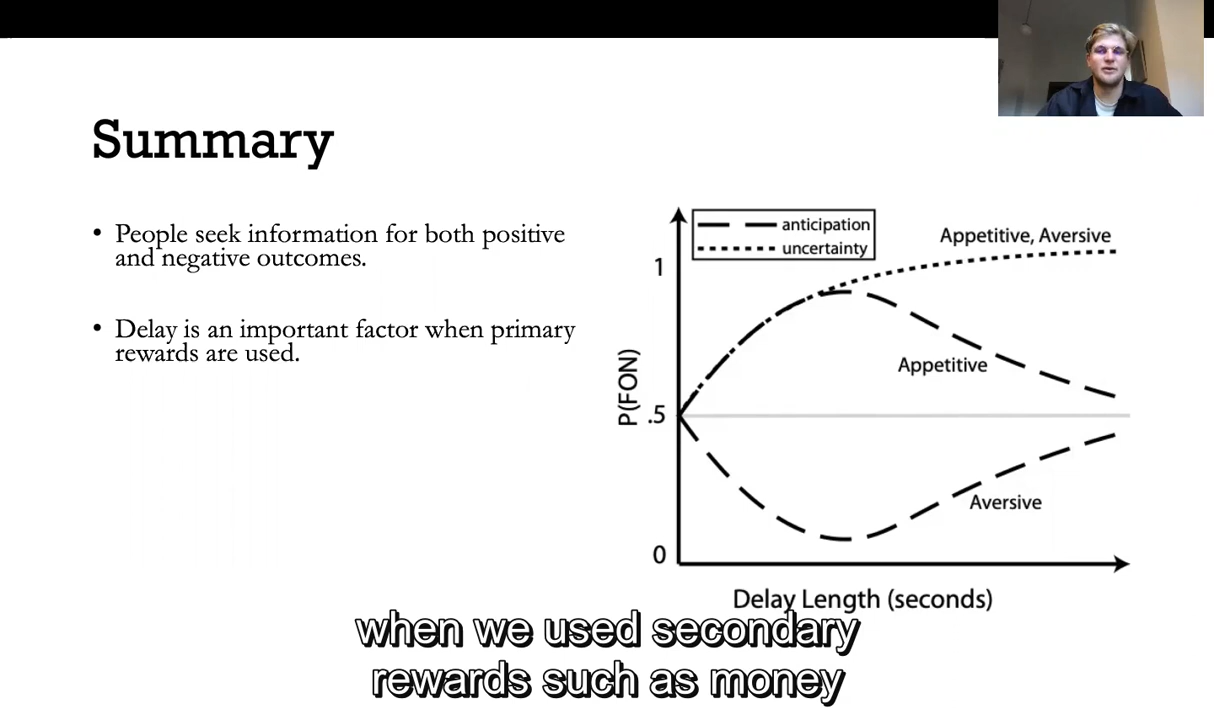 Summary
• People seek information for both positive
and negative outcomes.
• Delay is an important factor when primary
rewards are used.
anticipation
uncertainty
Appetitive, Aversive
1
Appetitive
P(FON)
.5
Aversive
0
Delay Length (seconds)
when we used secondary
rewards such as money